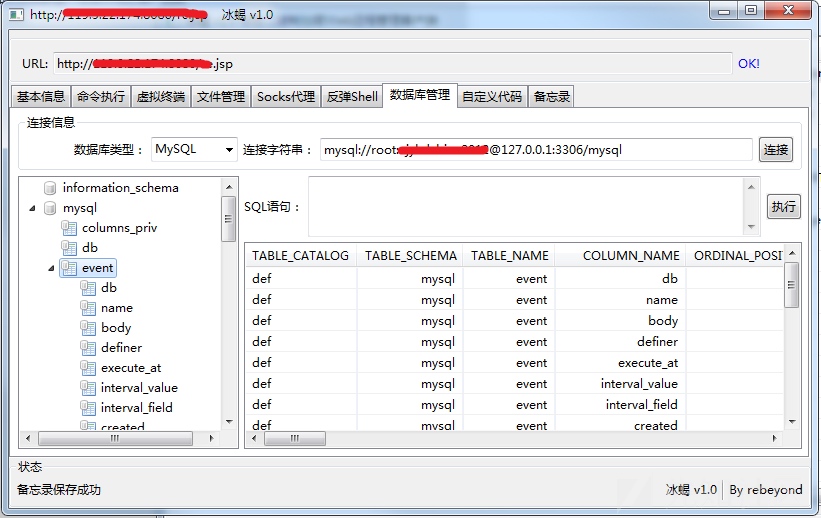 http:// 冰蝎 v1.0
URL: http:// .jsp OK!
基本信息 命令执行 虚拟终端 文件管理 Socks代理 反弹Shell 数据库管理 自定义代码 备忘录
连接信息
数据库类型： MySQL 连接字符串： mysql://root: @127.0.0.1:3306/mysql 连接
information_schema
mysql
columns_priv
db
event
db
name
body
definer
execute_at
interval_value
interval_field
created
SQL语句： 执行
TABLE_CATALOG TABLE_SCHEMA TABLE_NAME COLUMN_NAME ORDINAL_POSI
def mysql event db
def mysql event name
def mysql event body
def mysql event definer
def mysql event execute_at
def mysql event interval_value
def mysql event interval_field
def mysql event created
状态
备忘录保存成功 冰蝎 v1.0 By rebeyond